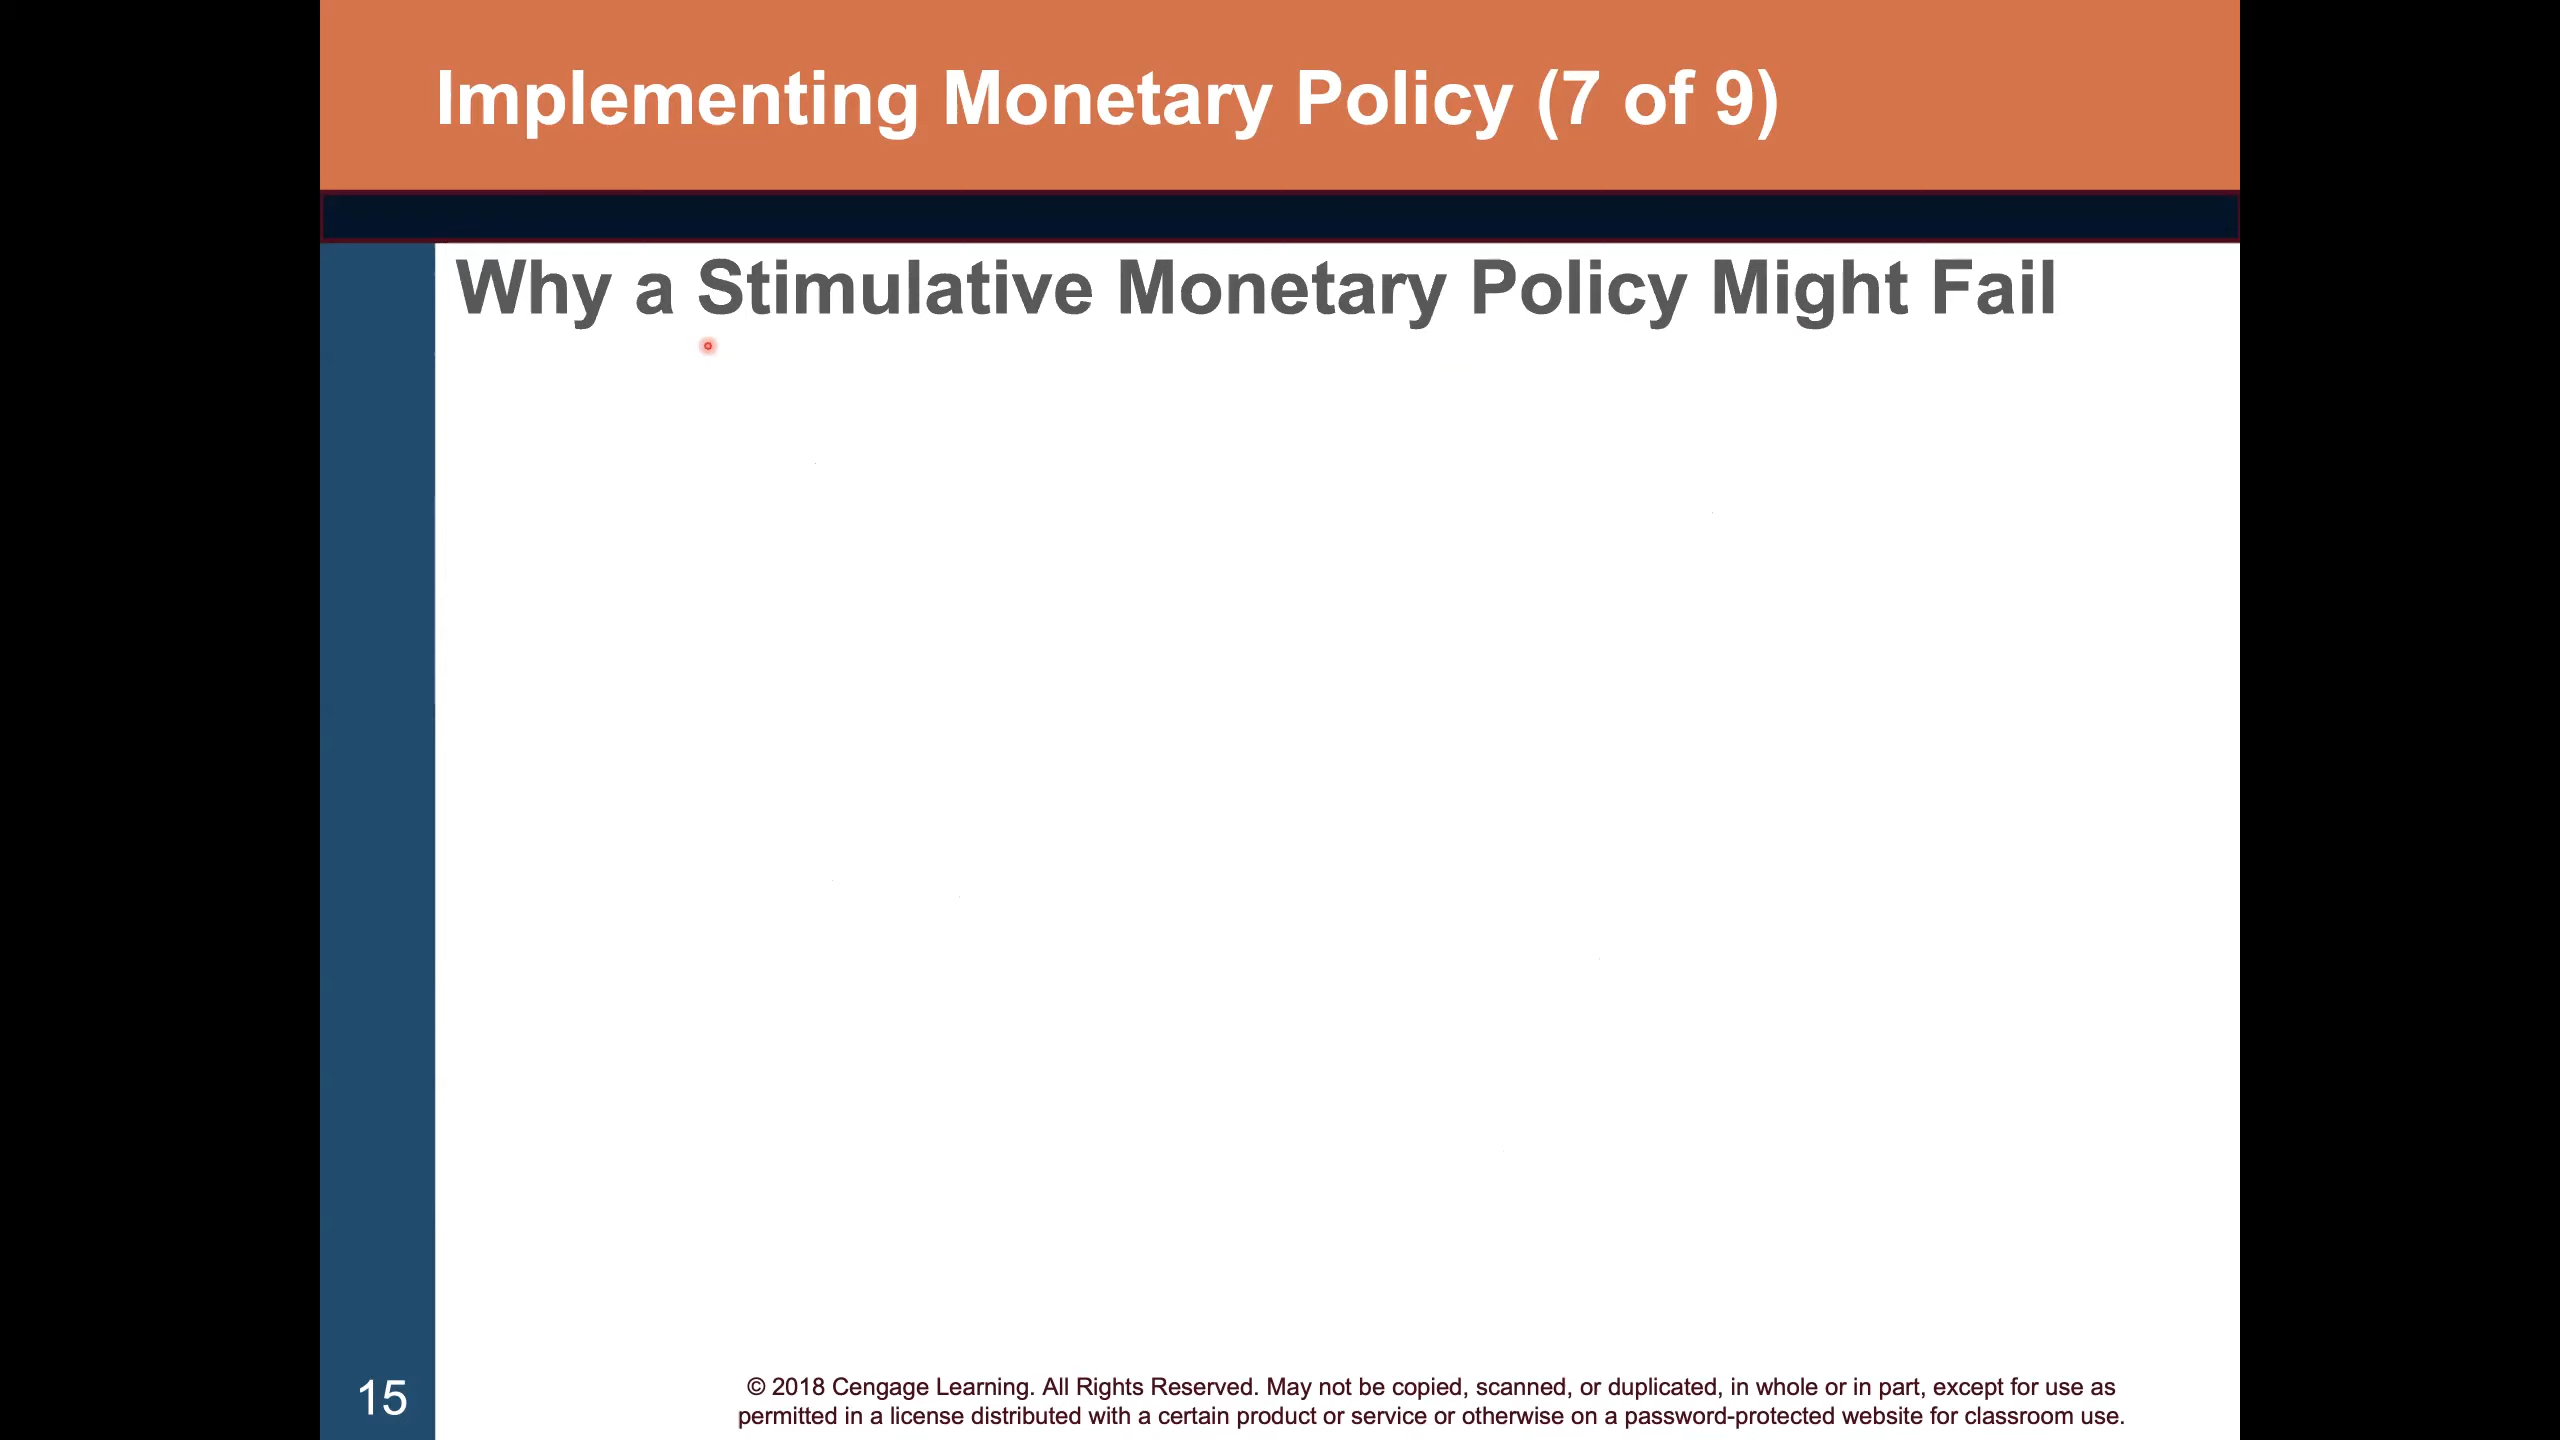 Implementing Monetary Policy (7 of 9)
Why a Stimulative Monetary Policy Might Fail
15
© 2018 Cengage Learning. All Rights Reserved. May not be copied, scanned, or duplicated, in whole or in part, except for use as
permitted in a license distributed with a certain product or service or otherwise on a password-protected website for classroom use.